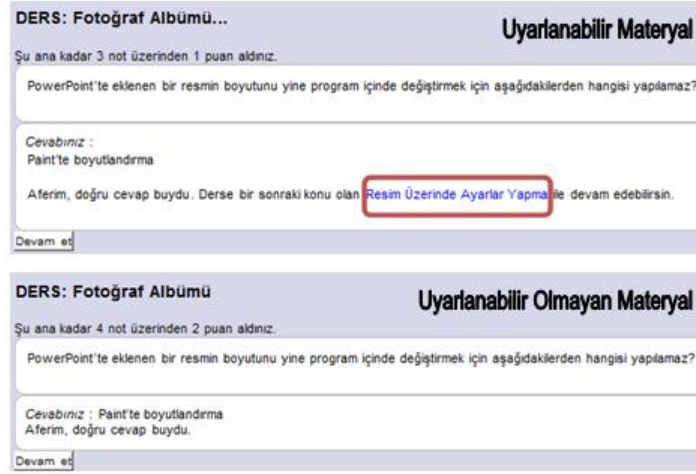 DERS: Fotoğraf Albümü...
Uyarlanabilir Materyal
Şu ana kadar 3 not üzerinden 1 puan aldınız.
PowerPoint'te eklenen bir resmin boyutunu yine program içinde değiştirmek için aşağıdakilerden hangisi yapılamaz?
Cevabınız :
Paint'te boyutlandırma
Aferim, doğru cevap buydu. Derse bir sonraki konu olan Resim Üzerinde Ayarlar Yapma ile devam edebilirsin.
Devam et
DERS: Fotoğraf Albümü
Uyarlanabilir Olmayan Materyal
Şu ana kadar 4 not üzerinden 2 puan aldınız.
PowerPoint'te eklenen bir resmin boyutunu yine program içinde değiştirmek için aşağıdakilerden hangisi yapılamaz?
Cevabınız : Paint'te boyutlandırma
Aferim, doğru cevap buydu.
Devam et